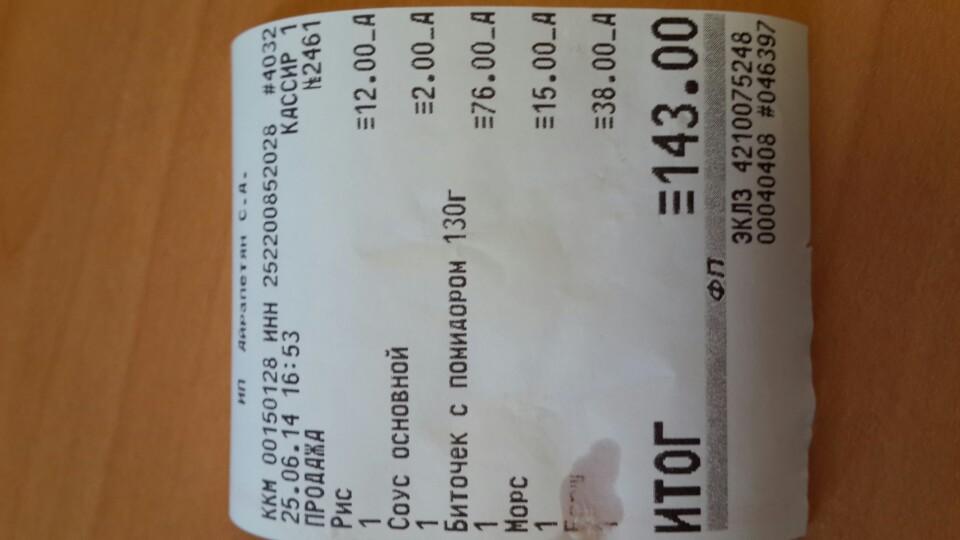 ИП Айрапетян С.А.
ККМ 00150128 ИНН 252200852028 #4032
25.06.14 16:53 КАССИР 1
ПРОДАЖА №2461
Рис
1 ≡12.00_А
Соус основной
1 ≡2.00_А
Биточек с помидором 130г
1 ≡76.00_А
Морс
1 ≡15.00_А
≡38.00_А
ИТОГ ≡143.00
ФП
ЭКЛЗ 4210075248
00040408 #046397